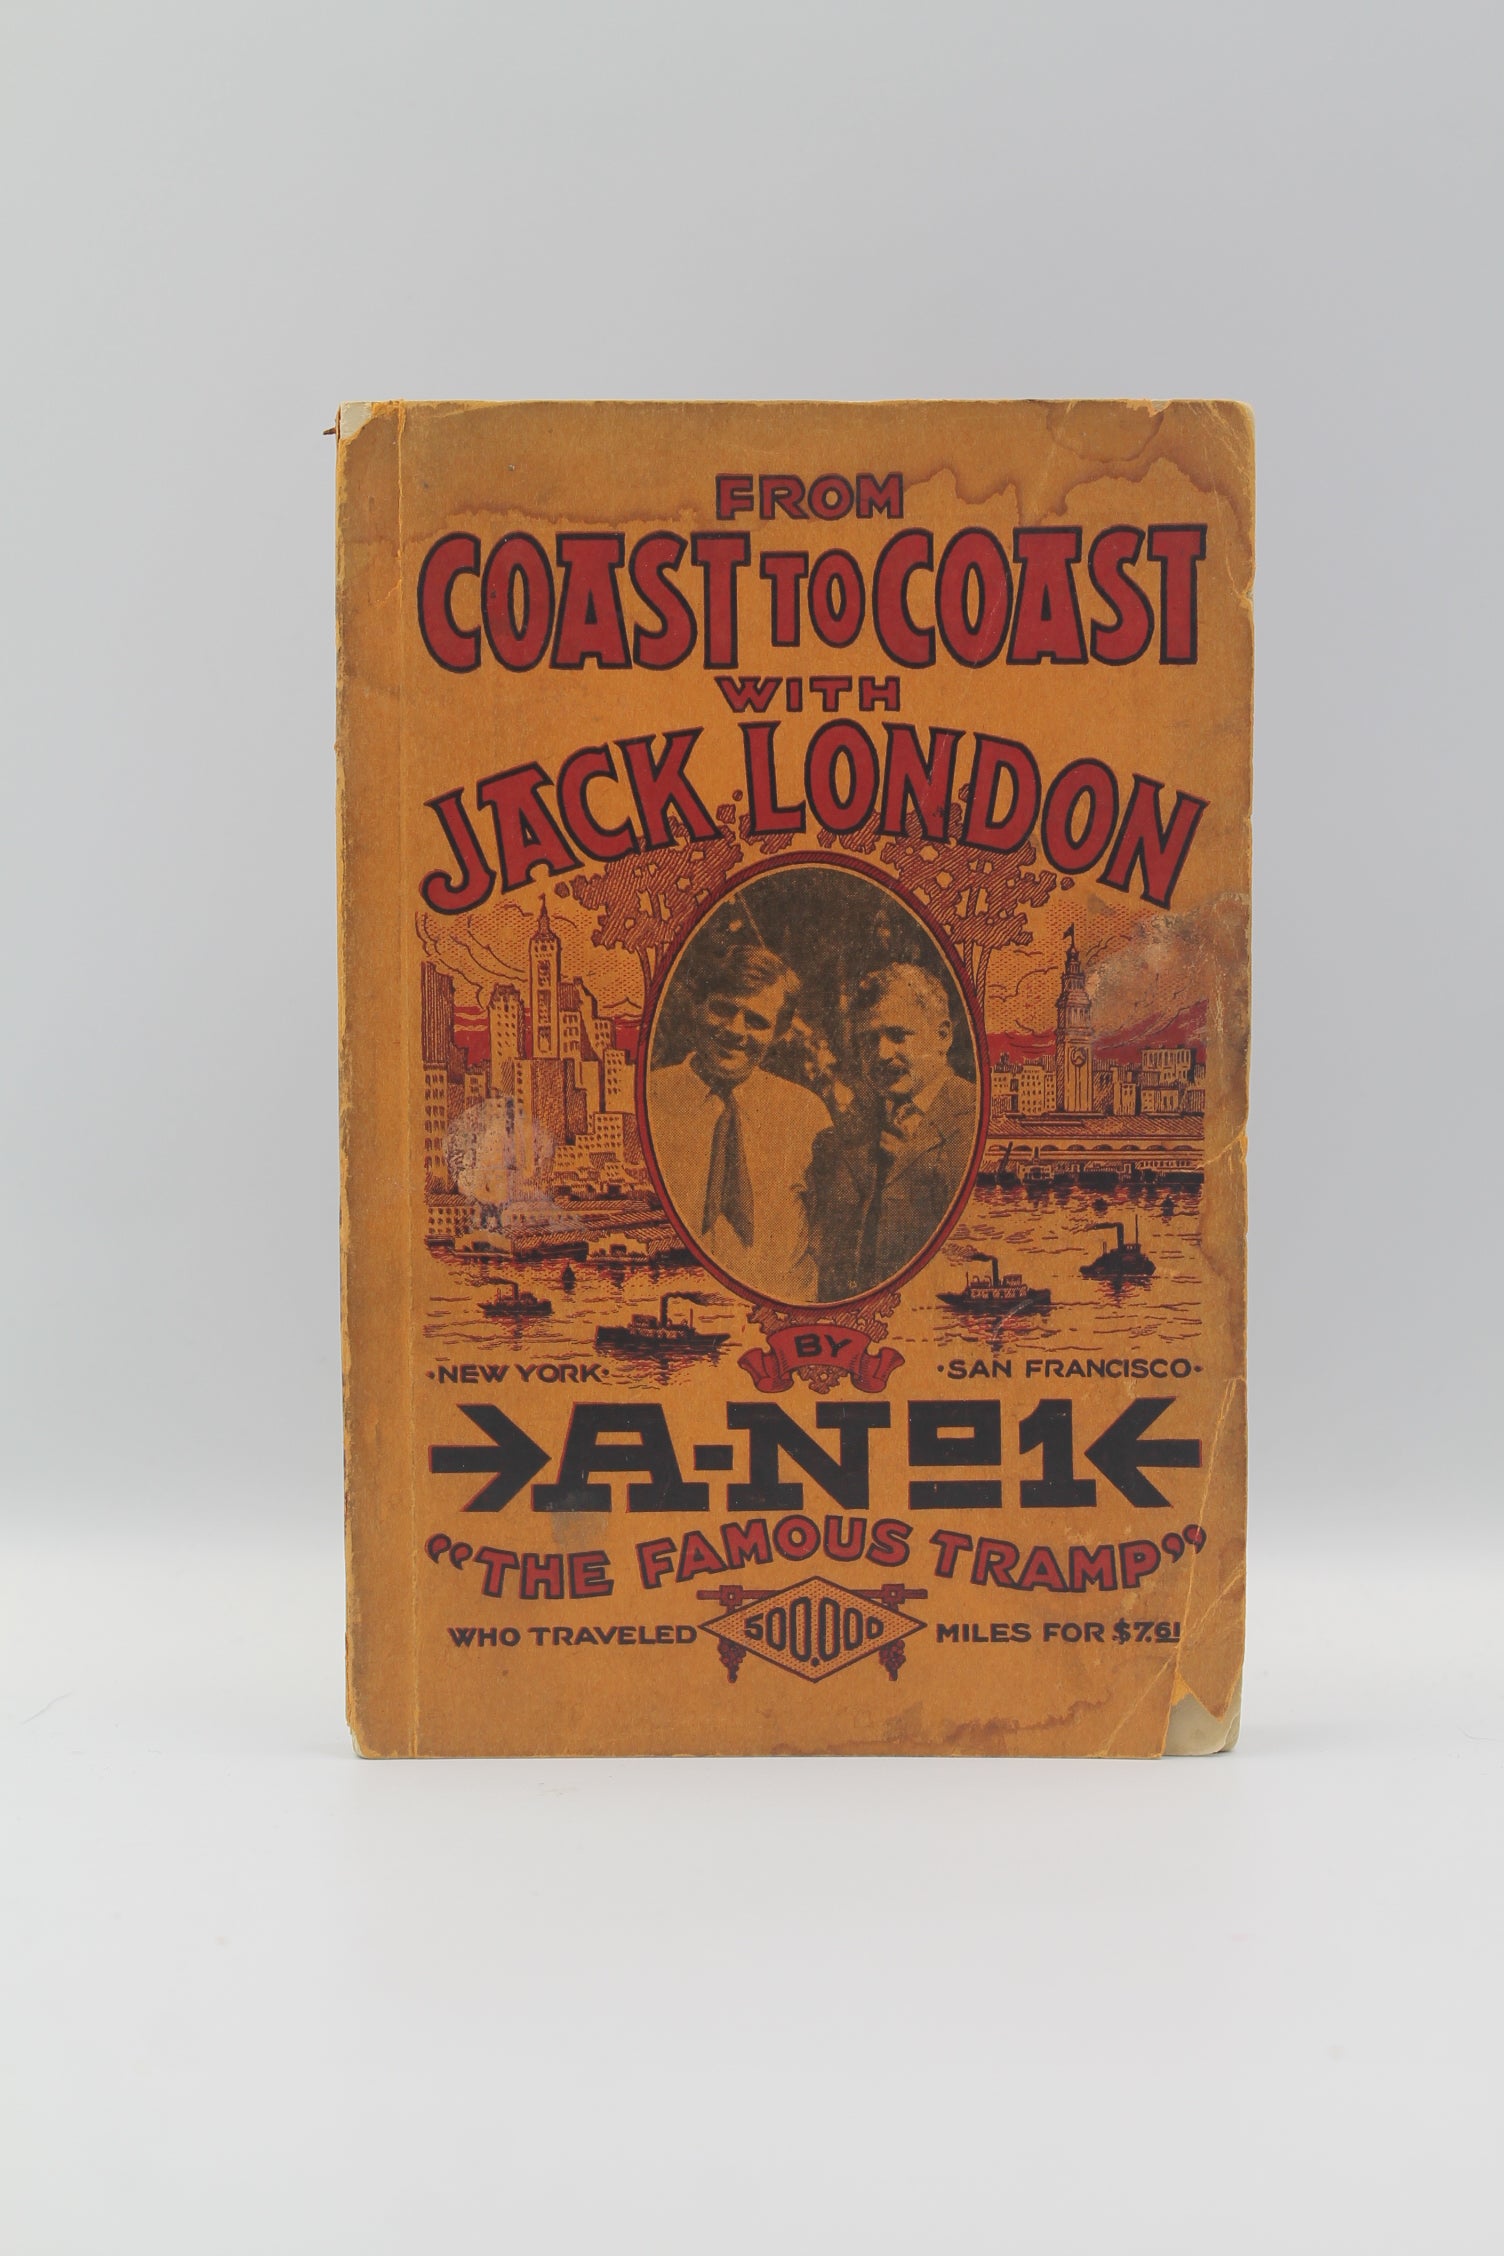 FROM
COAST TO COAST
WITH
JACK LONDON
BY
·NEW YORK·
·SAN FRANCISCO·
A-No1
“THE FAMOUS TRAMP”
WHO TRAVELED 500,000 MILES FOR $7.61